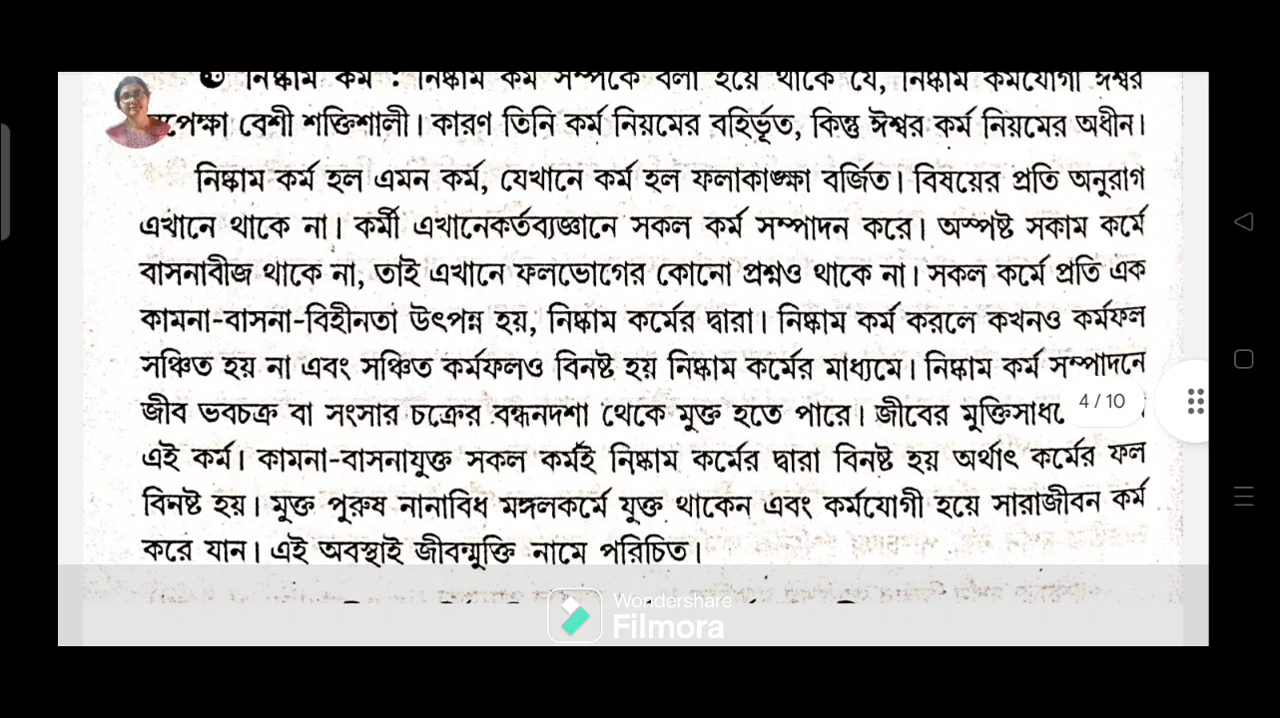 নিষ্কাম কর্ম : নিষ্কাম কর্ম সম্পর্কে বলা হয়ে থাকে যে, নিষ্কাম কর্মযোগী ঈশ্বর
পেক্ষা বেশী শক্তিশালী। কারণ তিনি কর্ম নিয়মের বহির্ভূত, কিন্তু ঈশ্বর কর্ম নিয়মের অধীন।
নিষ্কাম কর্ম হল এমন কর্ম, যেখানে কর্ম হল ফলাকাঙ্ক্ষা বর্জিত। বিষয়ের প্রতি অনুরাগ
এখানে থাকে না। কর্মী এখানেকর্তব্যজ্ঞানে সকল কর্ম সম্পাদন করে। অস্পষ্ট সকাম কর্মে
বাসনাবীজ থাকে না, তাই এখানে ফলভোগের কোনো প্রশ্নও থাকে না। সকল কর্মে প্রতি এক
কামনা-বাসনা-বিহীনতা উৎপন্ন হয়, নিষ্কাম কর্মের দ্বারা। নিষ্কাম কর্ম করলে কখনও কর্মফল
সঞ্চিত হয় না এবং সঞ্চিত কর্মফলও বিনষ্ট হয় নিষ্কাম কর্মের মাধ্যমে। নিষ্কাম কর্ম সম্পাদনে
জীব ভবচক্র বা সংসার চক্রের বন্ধনদশা থেকে মুক্ত হতে পারে। জীবের 4 / 10
এই কর্ম। কামনা-বাসনাযুক্ত সকল কর্মই নিষ্কাম কর্মের দ্বারা বিনষ্ট হয় অর্থাৎ কর্মের ফল
বিনষ্ট হয়। মুক্ত পুরুষ নানাবিধ মঙ্গলকর্মে যুক্ত থাকেন এবং কর্মযোগী হয়ে সারাজীবন কর্ম
করে যান। এই অবস্থাই জীবন্মুক্তি নামে পরিচিত।
Wondershare
Filmora